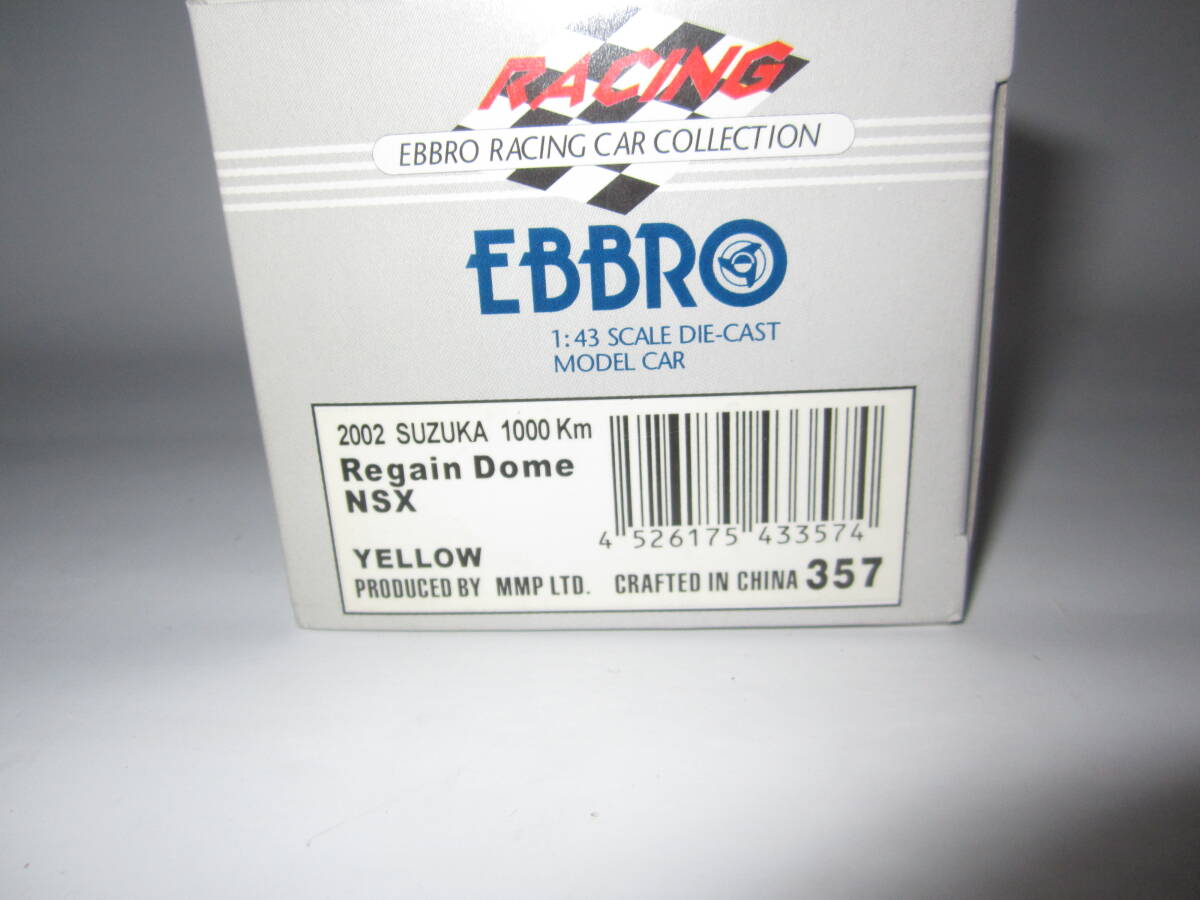 RACING
EBBRO RACING CAR COLLECTION
EBBRO
1:43 SCALE DIE-CAST
MODEL CAR
2002 SUZUKA 1000 Km
Regain Dome
NSX
YELLOW
4 526175 433574
PRODUCED BY MMP LTD. CRAFTED IN CHINA 357